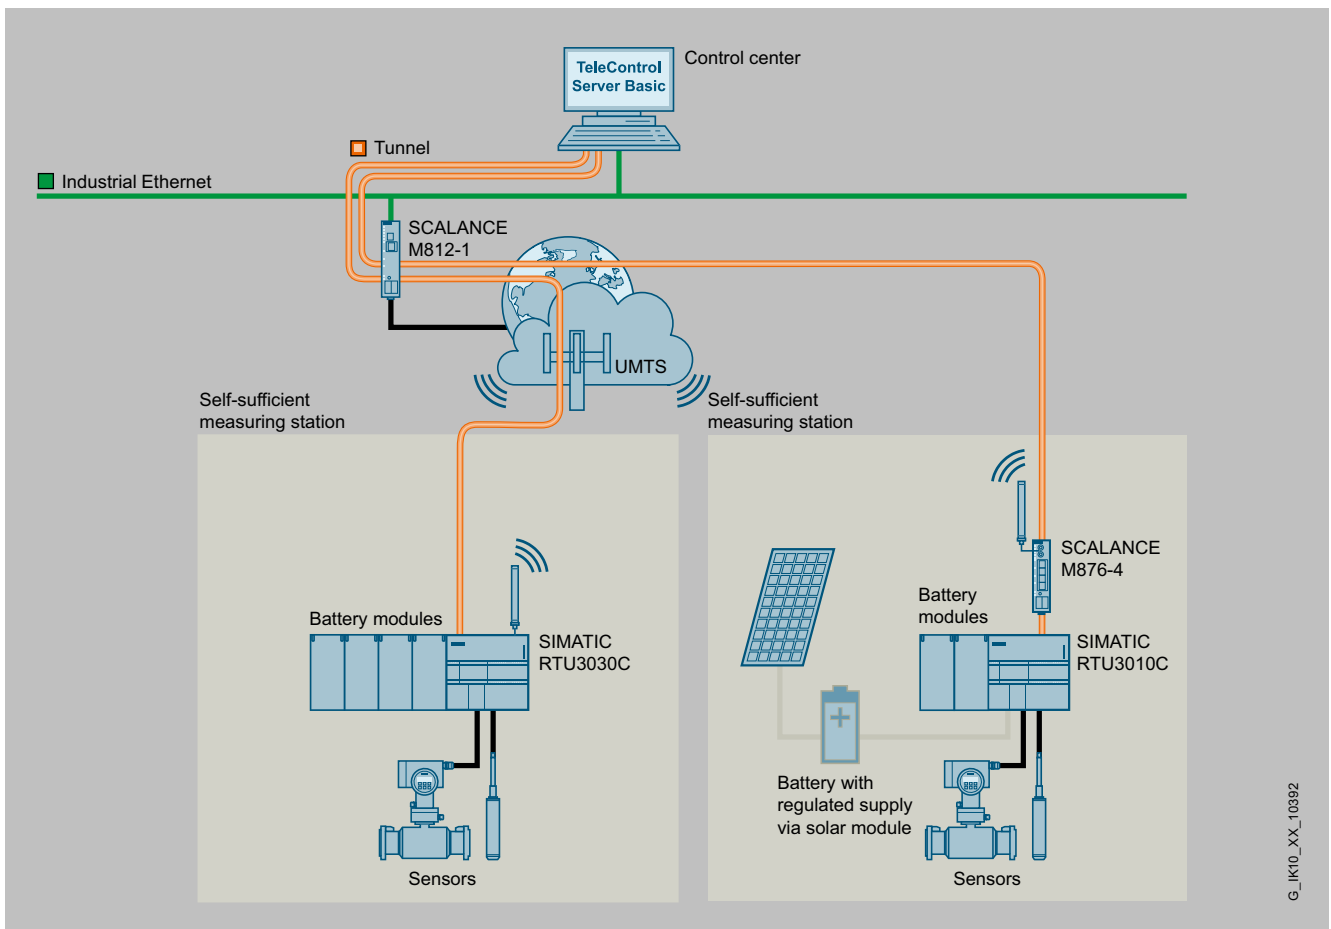 TeleControl
Server Basic
Control center
Tunnel
Industrial Ethernet
SCALANCE
M812-1
UMTS
Self-sufficient
measuring station
Self-sufficient
measuring station
SCALANCE
M876-4
Battery modules
SIMATIC
RTU3030C
Battery
modules
SIMATIC
RTU3010C
Battery with
regulated supply
via solar module
Sensors
Sensors
G_IK10_XX_10392